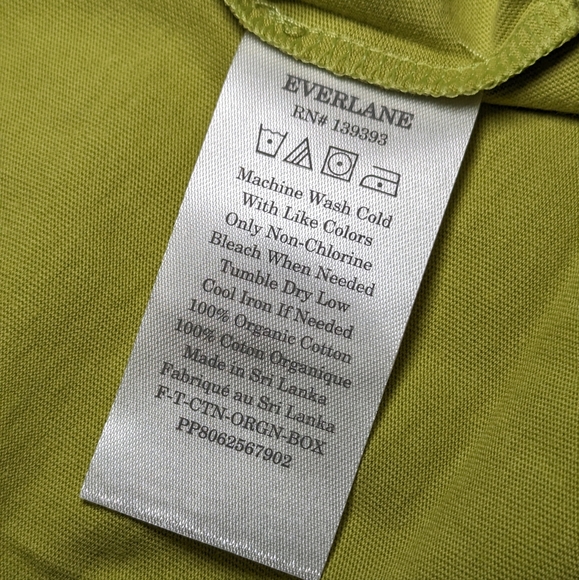 EVERLANE
RN# 139393
Machine Wash Cold
With Like Colors
Only Non-Chlorine
Bleach When Needed
Tumble Dry Low
Cool Iron If Needed
100% Organic Cotton
100% Coton Organique
Made in Sri Lanka
Fabriqué au Sri Lanka
F-T-CTN-ORGN-BOX
PP8062567902